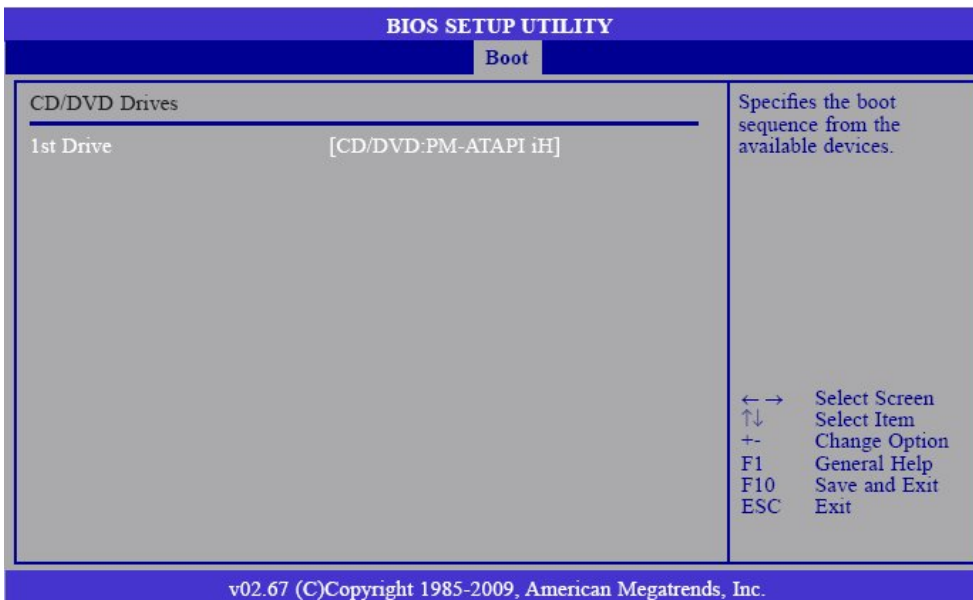 BIOS SETUP UTILITY
Boot
CD/DVD Drives
1st Drive [CD/DVD:PM-ATAPI iH]
Specifies the boot
sequence from the
available devices.
←→ Select Screen
↑↓ Select Item
+- Change Option
F1 General Help
F10 Save and Exit
ESC Exit
v02.67 (C)Copyright 1985-2009, American Megatrends, Inc.